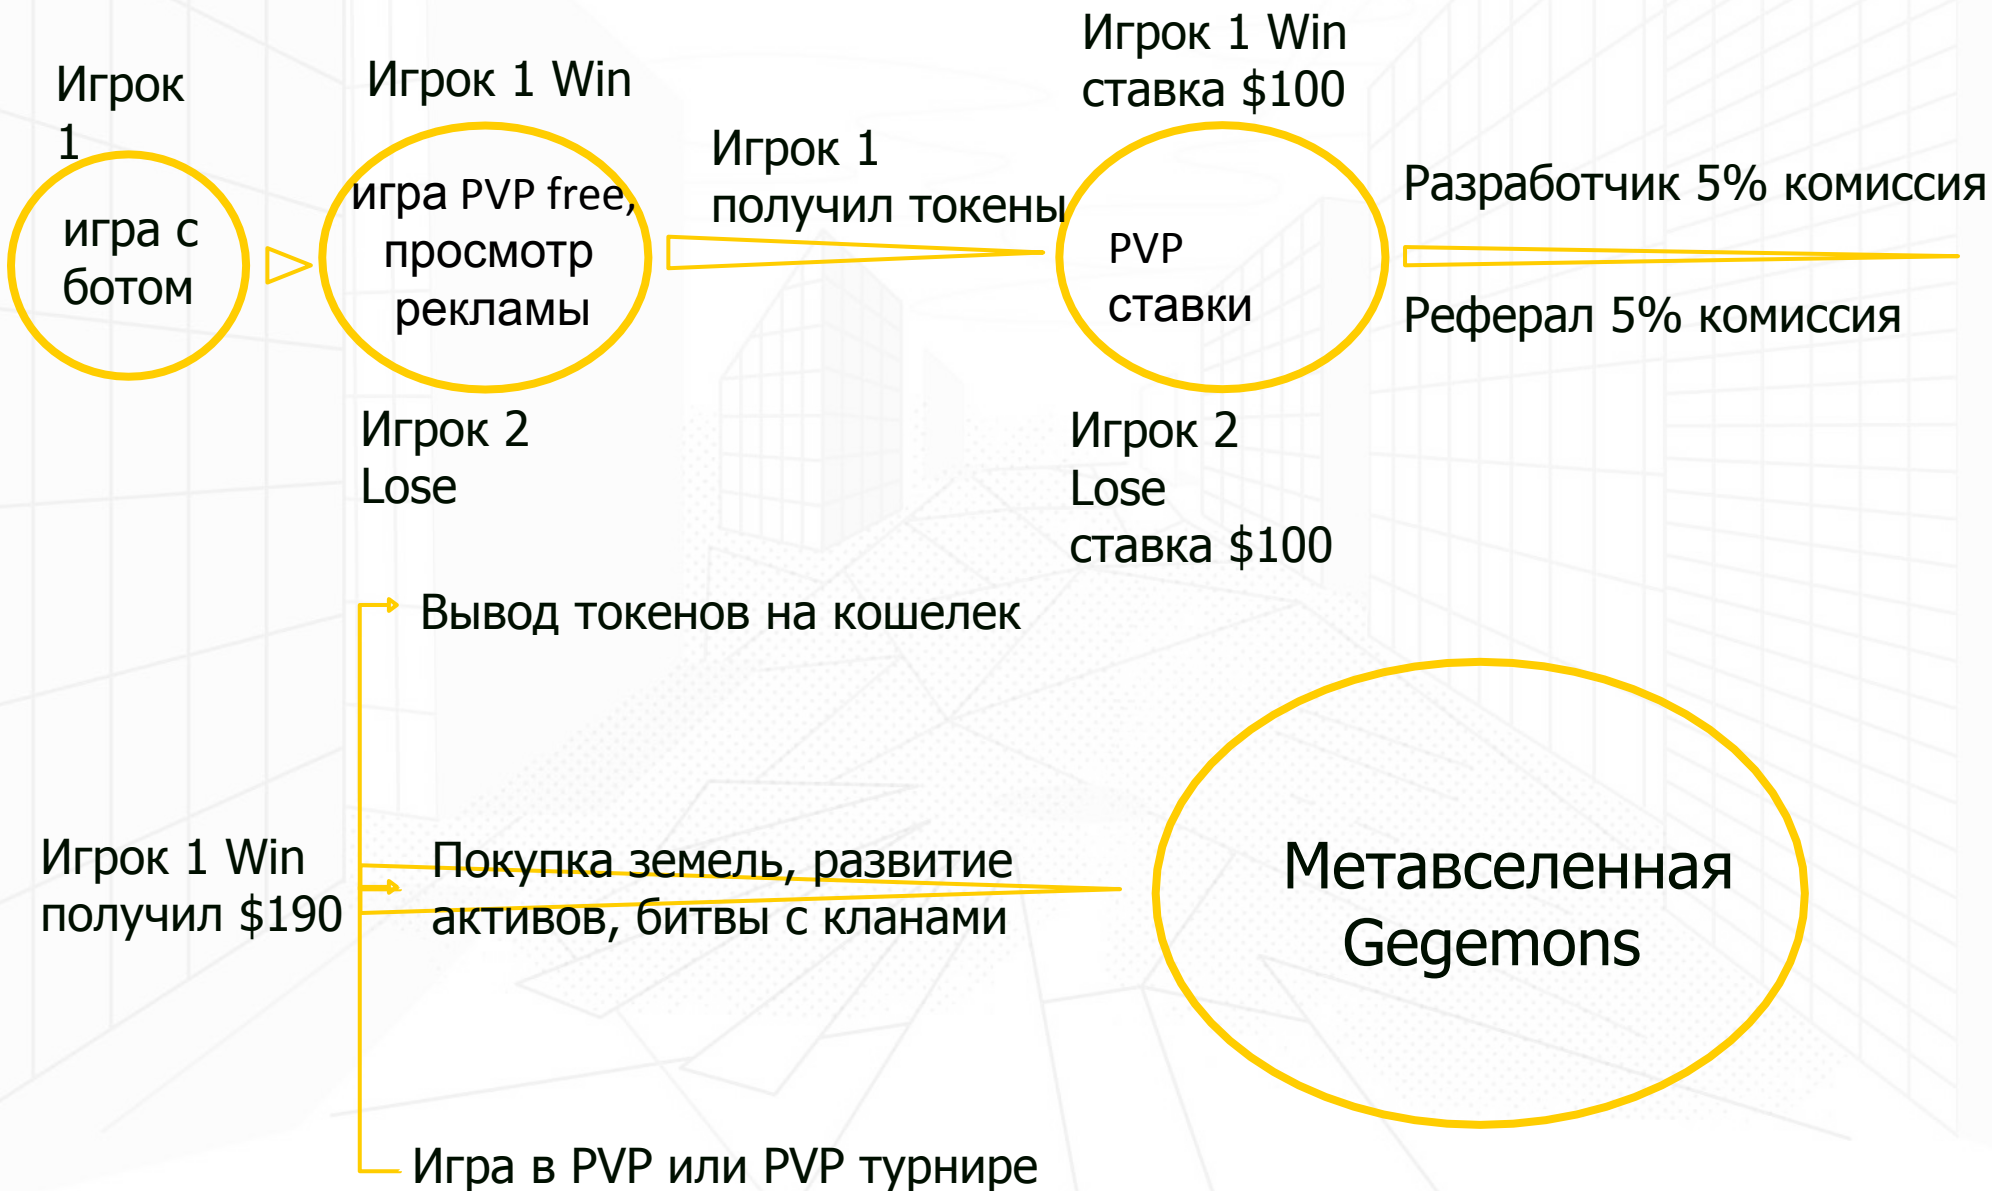 Игрок
1
игра с
ботом
Игрок 1 Win
игра PVP free,
просмотр
рекламы
Игрок 2
Lose
Игрок 1
получил токены
Игрок 1 Win
ставка $100
PVP
ставки
Игрок 2
Lose
ставка $100
Разработчик 5% комиссия
Реферал 5% комиссия
Игрок 1 Win
получил $190
Вывод токенов на кошелек
Покупка земель, развитие
активов, битвы с кланами
Игра в PVP или PVP турнире
Метавселенная
Gegemons